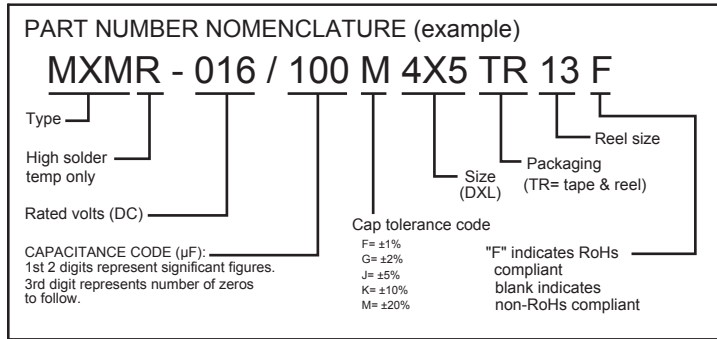 PART NUMBER NOMENCLATURE (example)
MXMR - 016 / 100 M 4X5 TR 13 F
Type
High solder
temp only
Rated volts (DC)
CAPACITANCE CODE (µF):
1st 2 digits represent significant figures.
3rd digit represents number of zeros
to follow.
Cap tolerance code
F= ±1%
G= ±2%
J= ±5%
K= ±10%
M= ±20%
Size
(DXL)
Packaging
(TR= tape & reel)
Reel size
"F" indicates RoHs
compliant
blank indicates
non-RoHs compliant